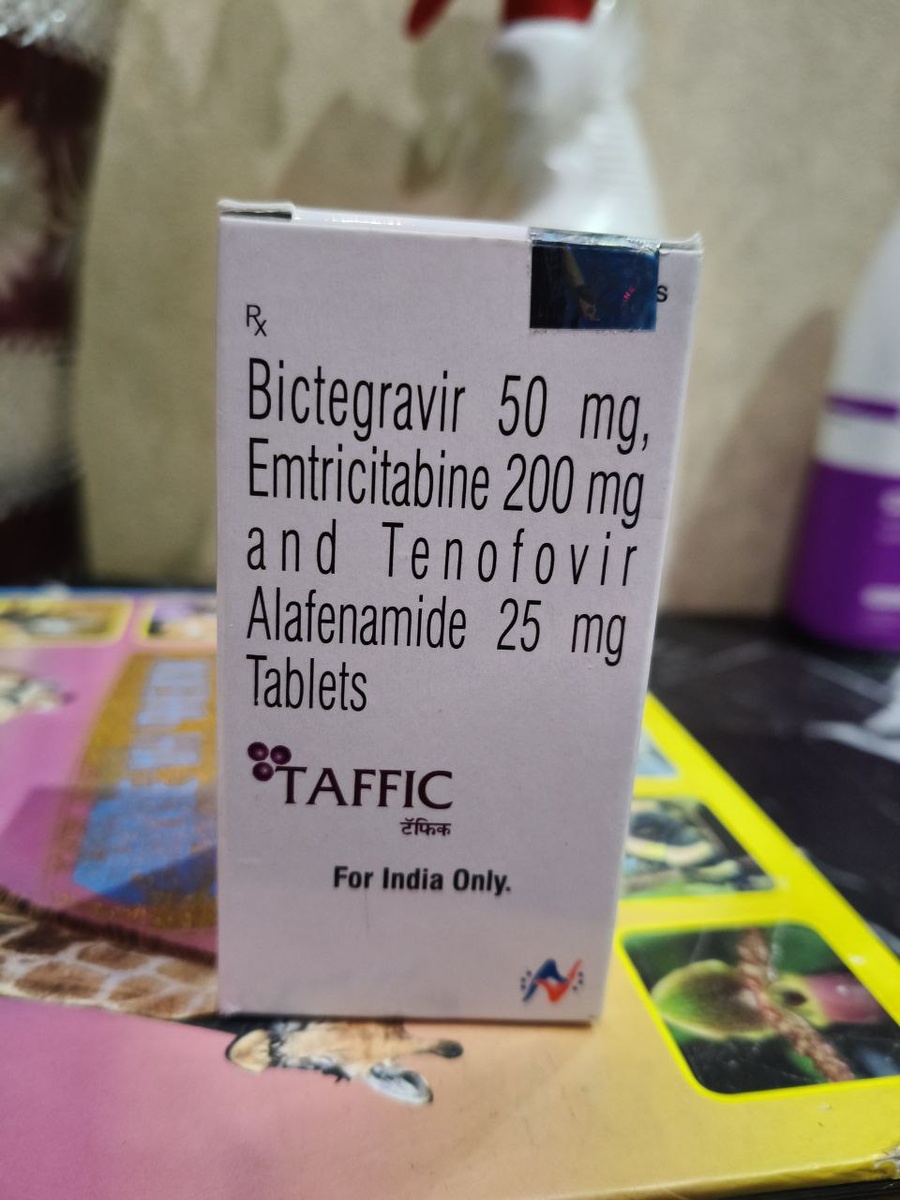 Rx
Bictegravir 50 mg,
Emtricitabine 200 mg
and Tenofovir
Alafenamide 25 mg
Tablets
TAFFIC
टॅफिक
For India Only.